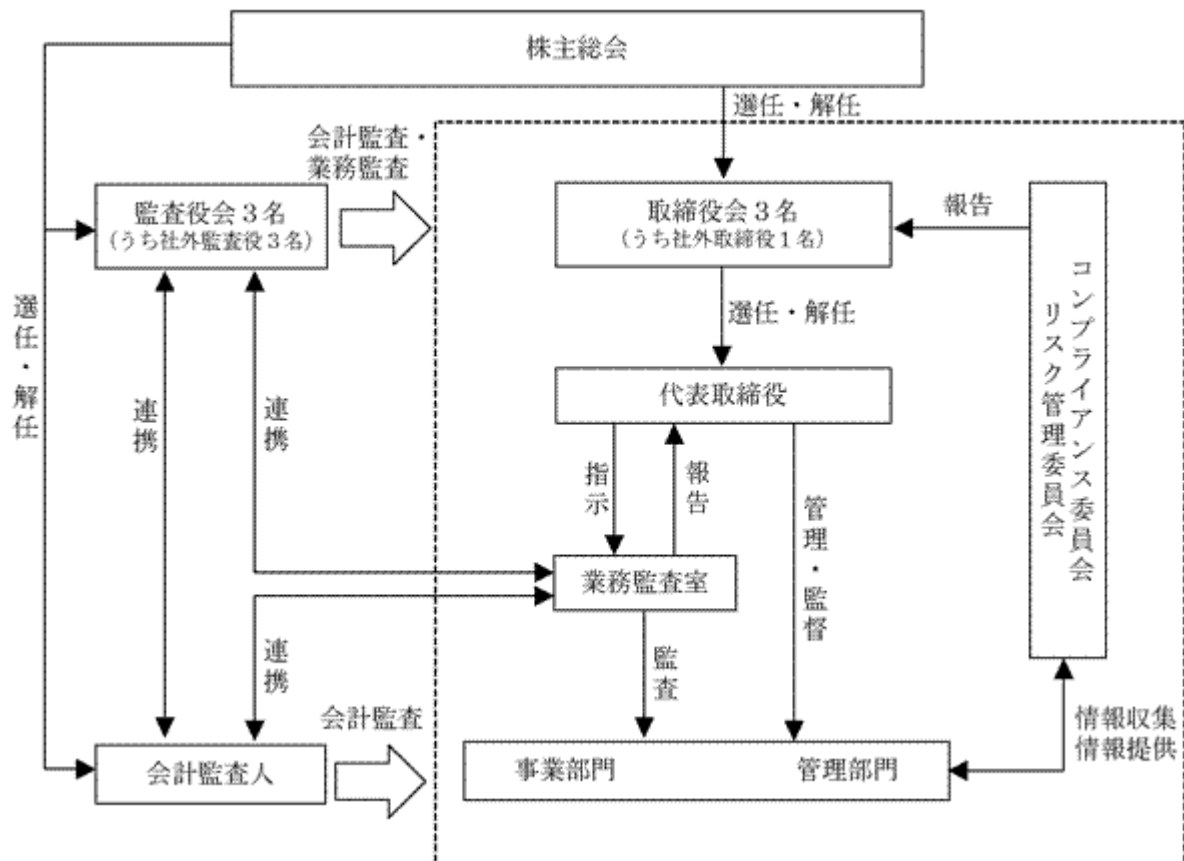 株主総会
選任・解任
会計監査・
業務監査
監査役会3名
（うち社外監査役3名）
取締役会3名
（うち社外取締役1名）
報告
コンプライアンス委員会
リスク管理委員会
選任・解任
選任・解任
代表取締役
連携
連携
指示
報告
管理・監督
業務監査室
連携
監査
会計監査
情報収集
情報提供
会計監査人
事業部門
管理部門